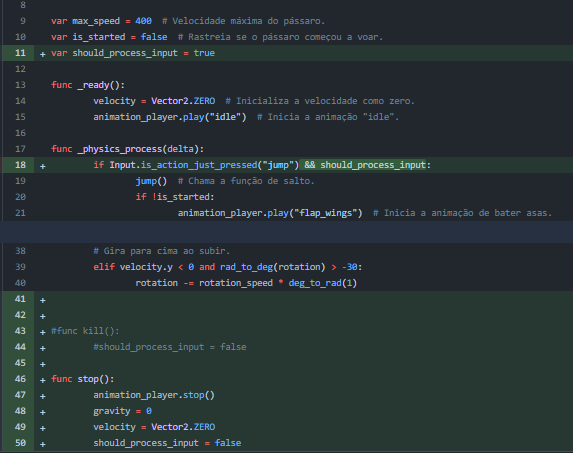 8
9 var max_speed = 400 # Velocidade máxima do pássaro.
10 var is_started = false # Rastreia se o pássaro começou a voar.
11 + var should_process_input = true
12
13 func _ready():
14 velocity = Vector2.ZERO # Inicializa a velocidade como zero.
15 animation_player.play("idle") # Inicia a animação "idle".
16
17 func _physics_process(delta):
18 + if Input.is_action_just_pressed("jump") && should_process_input:
19 jump() # Chama a função de salto.
20 if !is_started:
21 animation_player.play("flap_wings") # Inicia a animação de bater asas.
38 # Gira para cima ao subir.
39 elif velocity.y < 0 and rad_to_deg(rotation) > -30:
40 rotation -= rotation_speed * deg_to_rad(1)
41 +
42 +
43 + #func kill():
44 + #should_process_input = false
45 +
46 + func stop():
47 + animation_player.stop()
48 + gravity = 0
49 + velocity = Vector2.ZERO
50 + should_process_input = false